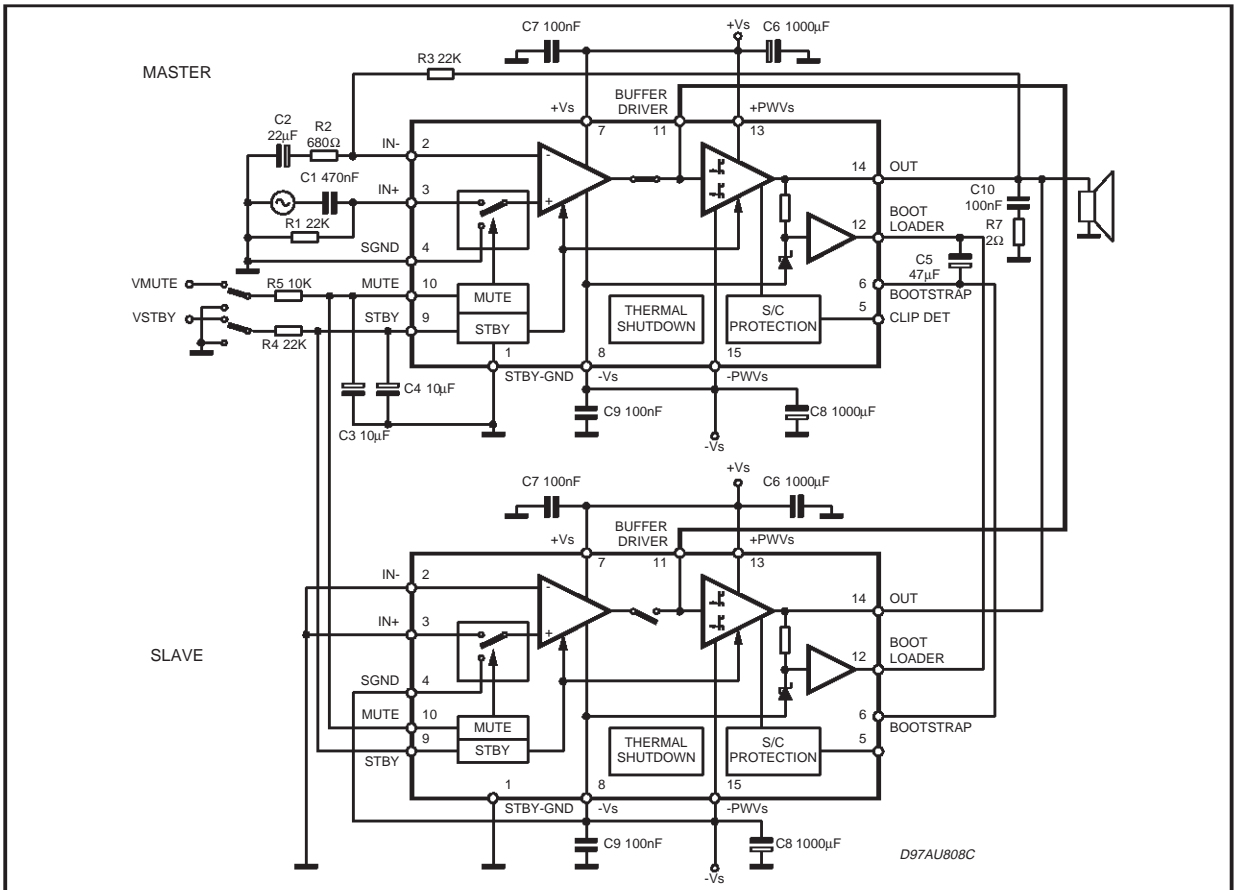 C7 100nF
+Vs
C6 1000µF
R3 22K
MASTER
BUFFER
DRIVER
+Vs
+PWVs
7
11
13
C2
22µF
R2
680Ω
IN-
2
-
14
OUT
C1 470nF
IN+
3
+
C10
100nF
R7
2Ω
R1 22K
SGND
4
12
BOOT
LOADER
C5
47µF
VMUTE
R5 10K
MUTE
10
MUTE
6
BOOTSTRAP
THERMAL
SHUTDOWN
S/C
PROTECTION
5
CLIP DET
VSTBY
STBY
9
STBY
R4 22K
1
8
15
STBY-GND
-Vs
-PWVs
C4 10µF
C3 10µF
C9 100nF
C8 1000µF
-Vs
+Vs
C7 100nF
C6 1000µF
BUFFER
DRIVER
+Vs
+PWVs
7
11
13
IN-
2
-
14
OUT
IN+
3
+
SLAVE
12
BOOT
LOADER
SGND
4
MUTE
10
MUTE
6
BOOTSTRAP
THERMAL
SHUTDOWN
S/C
PROTECTION
5
9
STBY
STBY
1
8
15
STBY-GND
-Vs
-PWVs
C9 100nF
C8 1000µF
D97AU808C
-Vs